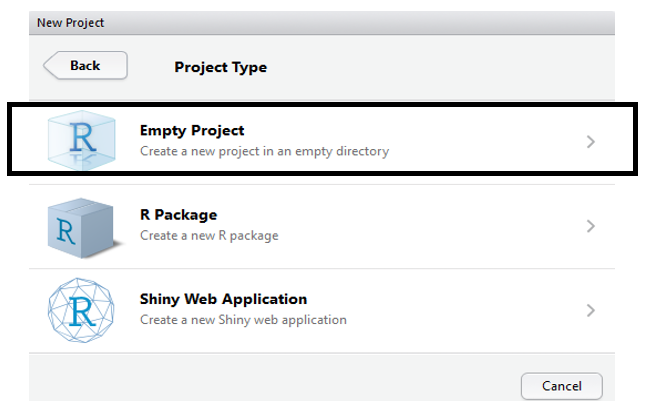 New Project
Back
Project Type
R
Empty Project
Create a new project in an empty directory
R
R Package
Create a new R package
R
Shiny Web Application
Create a new Shiny web application
Cancel